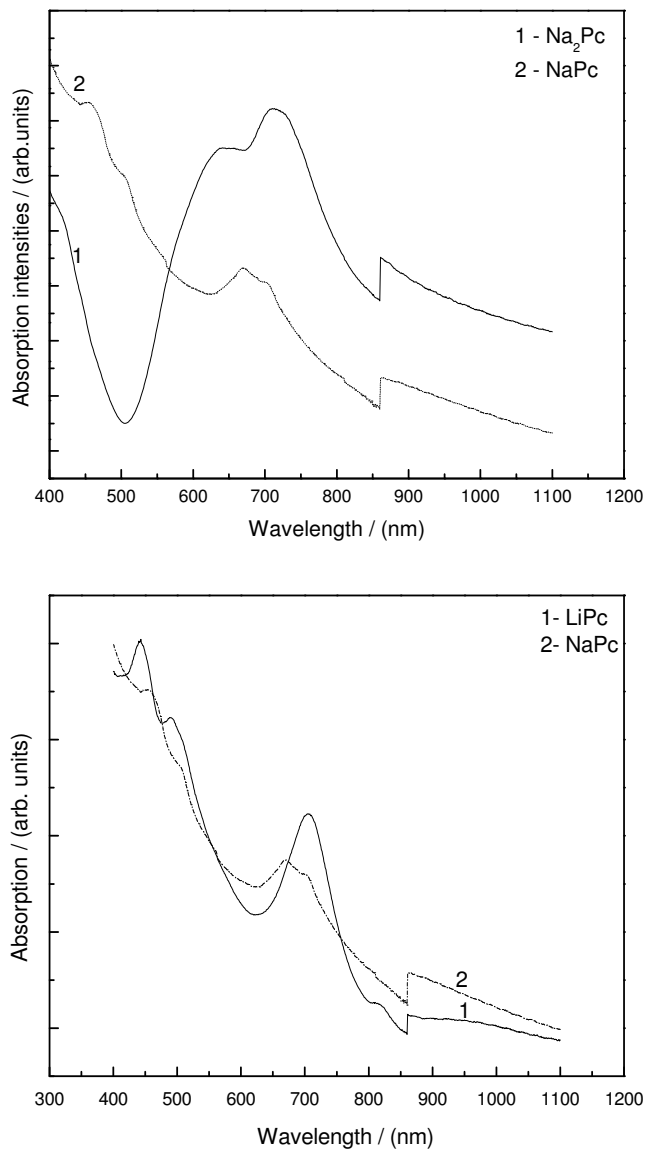 1 - Na₂Pc
2 - NaPc
2
1
Absorption intensities / (arb.units)
400 500 600 700 800 900 1000 1100 1200
Wavelength / (nm)
1- LiPc
2- NaPc
2
1
Absorption / (arb. units)
300 400 500 600 700 800 900 1000 1100 1200
Wavelength / (nm)